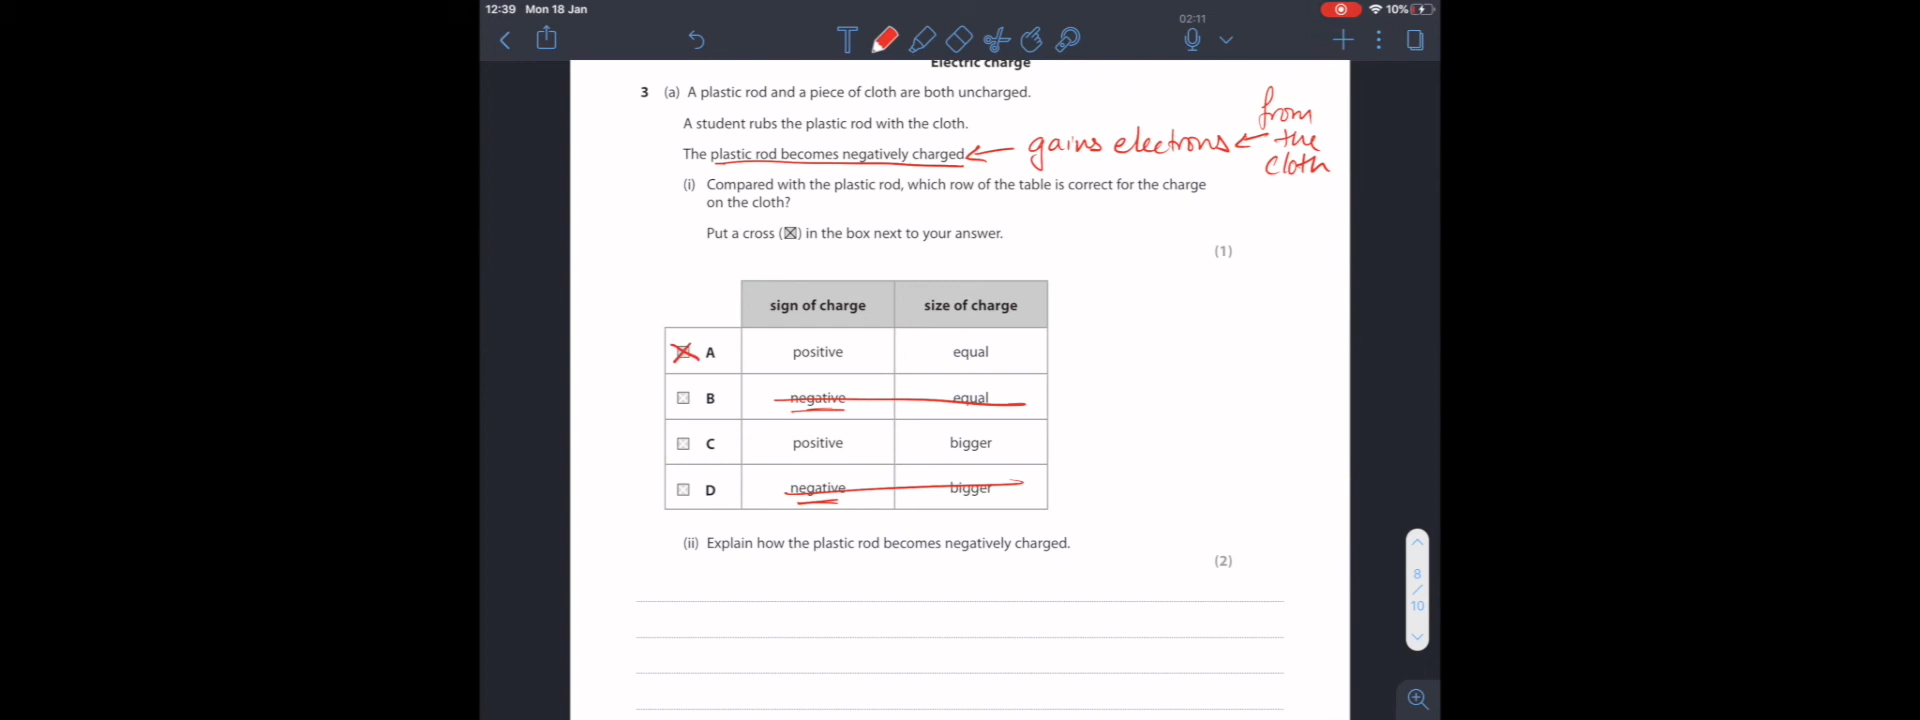 12:39 Mon 18 Jan
10%
02:11
Electric charge
3 (a) A plastic rod and a piece of cloth are both uncharged.
A student rubs the plastic rod with the cloth.
The plastic rod becomes negatively charged.
gains electrons
from
the
cloth
(i) Compared with the plastic rod, which row of the table is correct for the charge
on the cloth?
Put a cross (☒) in the box next to your answer.
(1)
sign of charge size of charge
A positive equal
B negative equal
C positive bigger
D negative bigger
(ii) Explain how the plastic rod becomes negatively charged.
(2)
8
/
10